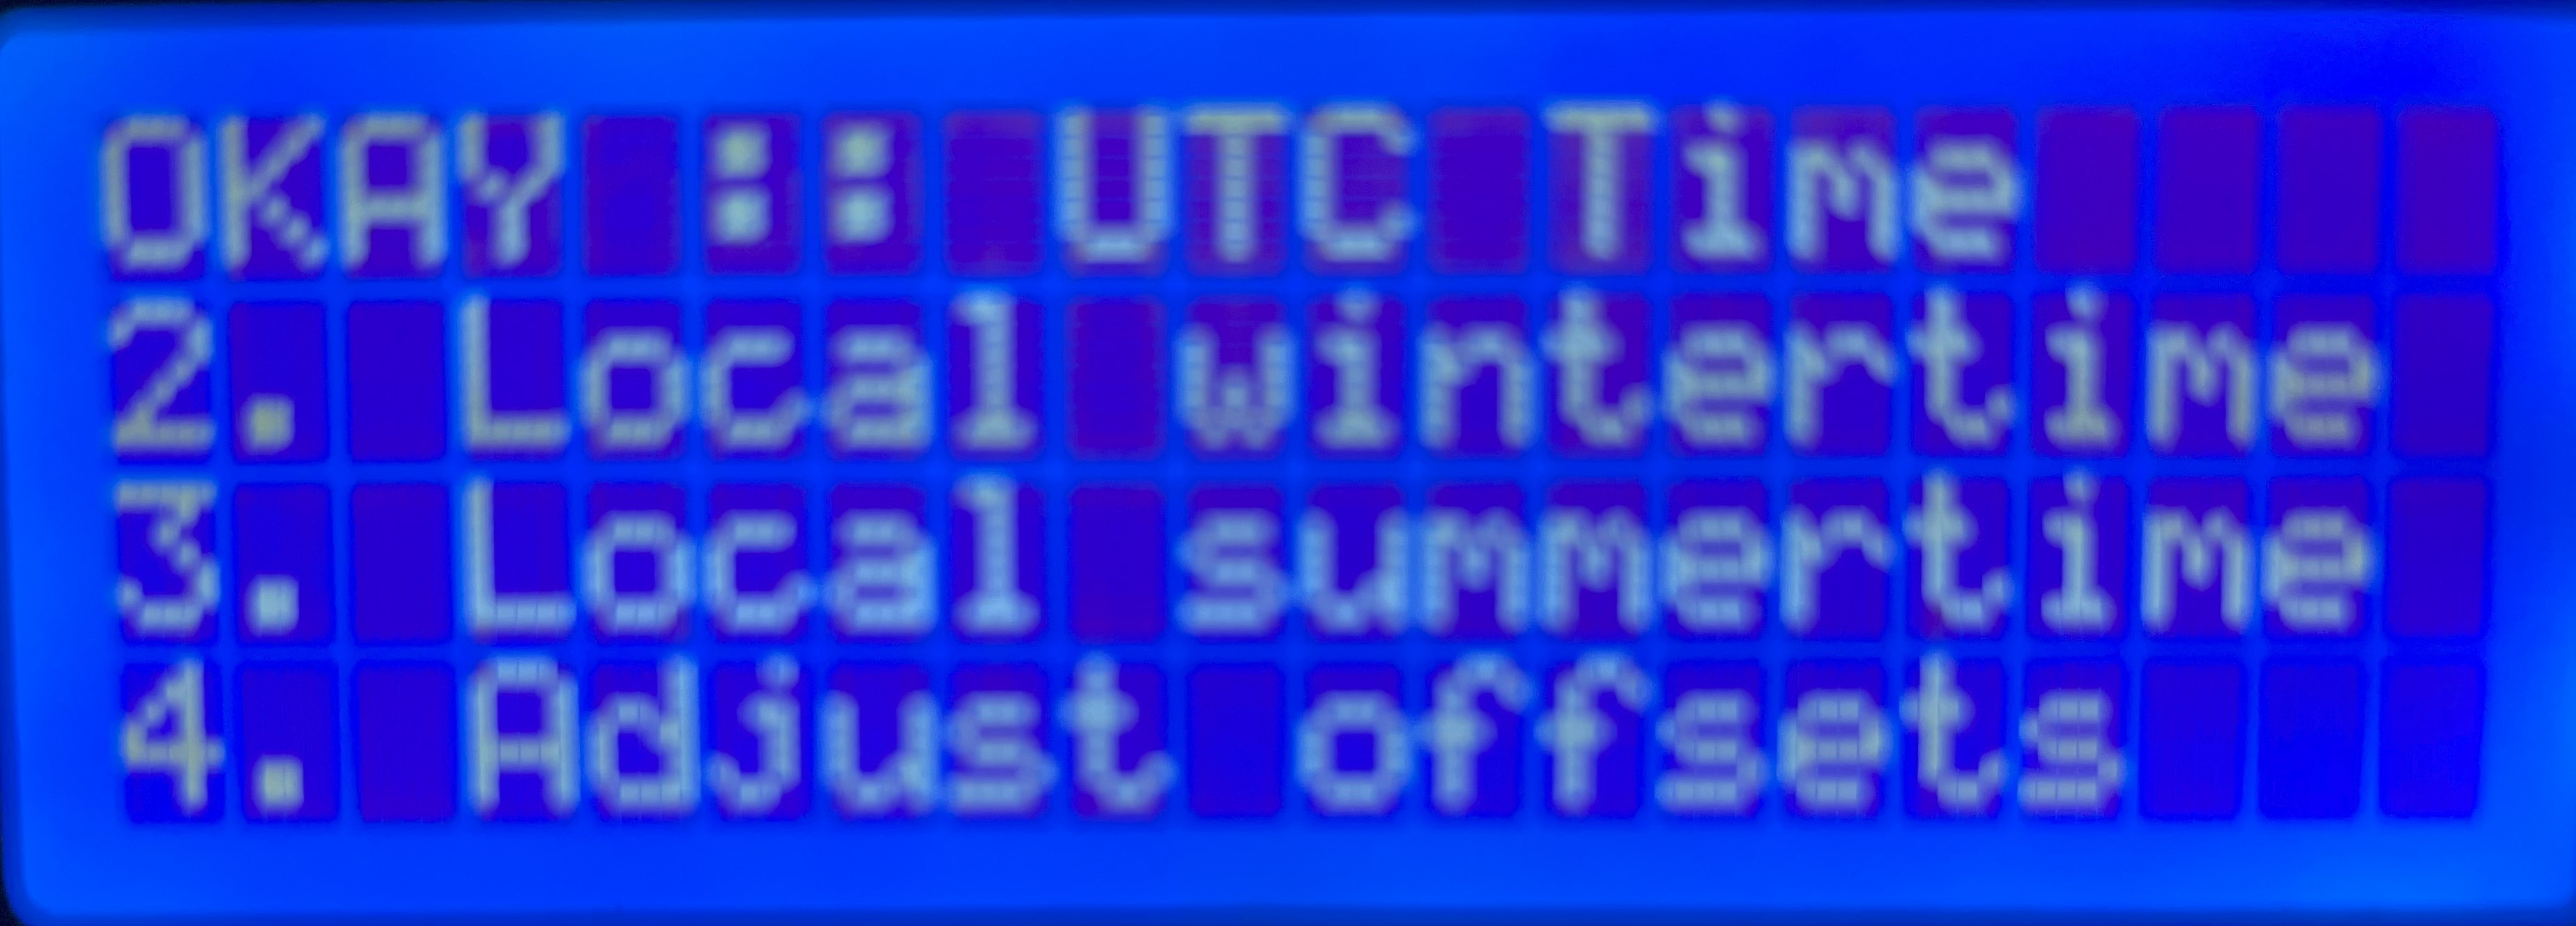 OKAY :: UTC Time
2. Local wintertime
3. Local summertime
4. Adjust offsets